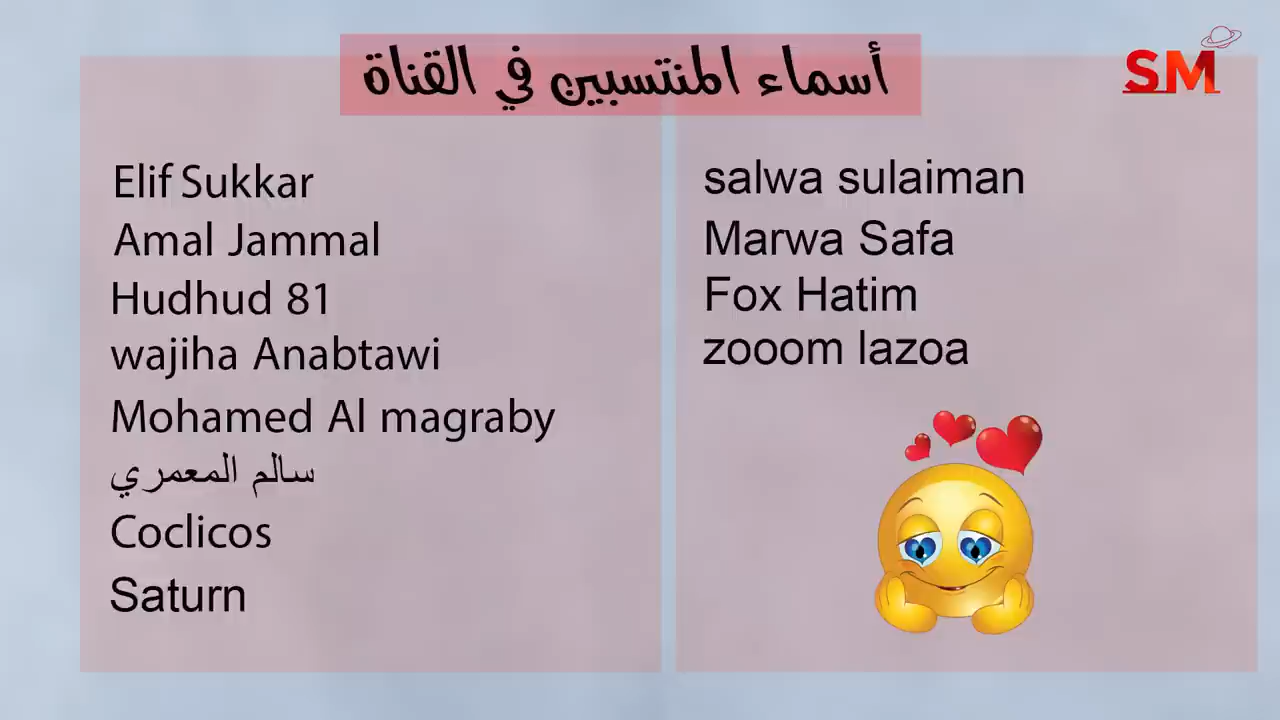 أسماء المنتسبين في القناة
SM
Elif Sukkar
Amal Jammal
Hudhud 81
wajiha Anabtawi
Mohamed Al magraby
سالم المعمري
Coclicos
Saturn
salwa sulaiman
Marwa Safa
Fox Hatim
zooom lazoa